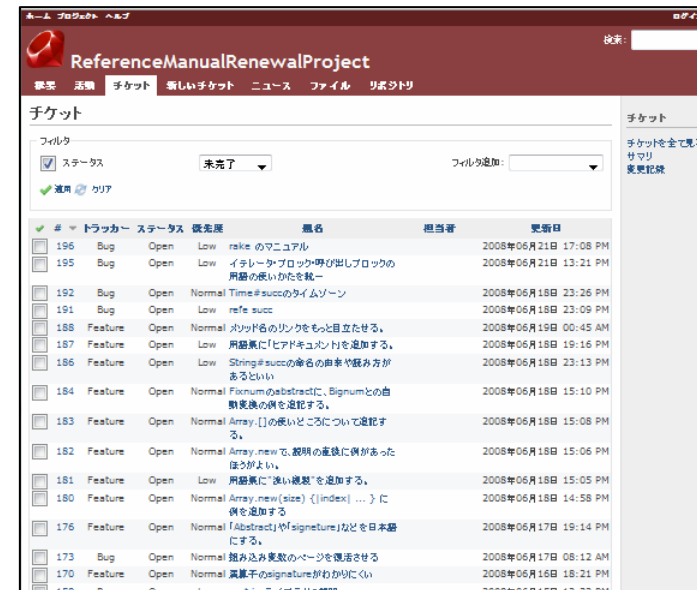 ホーム プロジェクト ヘルプ
検索:
ReferenceManualRenewalProject
概要 活動 チケット 新しいチケット ニュース ファイル リポジトリ
チケット
フィルタ
ステータス 未完了 フィルタ追加:
適用 クリア
チケット
チケットを全て見
サマリ
変更記録
# トラッカー ステータス 優先度 題名 担当者 更新日
196 Bug Open Low rake のマニュアル 2008年06月21日 17:08 PM
195 Bug Open Low イテレータ・ブロック・呼び出しブロックの 2008年06月21日 13:21 PM
用語の使いかたを統一
192 Bug Open Normal Time#succのタイムゾーン 2008年06月18日 23:26 PM
191 Bug Open Low refe succ 2008年06月18日 23:09 PM
188 Feature Open Normal メソッド名のリンクをもっと目立たせる。 2008年06月19日 00:45 AM
187 Feature Open Low 用語集に「ヒアドキュメント」を追加する。 2008年06月18日 19:16 PM
186 Feature Open Low String#succの命名の由来や読み方が 2008年06月18日 23:13 PM
あるといい
184 Feature Open Normal Fixnumのabstractに、Bignumとの自 2008年06月18日 15:10 PM
動変換の例を追記する。
183 Feature Open Normal Array.[]の使いどころについて追記す 2008年06月18日 15:08 PM
る。
182 Feature Open Normal Array.newで、説明の直後に例があった 2008年06月18日 15:06 PM
ほうがよい。
181 Feature Open Low 用語集に"浅い複製"を追加する。 2008年06月18日 15:05 PM
180 Feature Open Normal Array.new(size) {|index| ... } に 2008年06月18日 14:58 PM
例を追加する
176 Feature Open Normal 「Abstract」や「signeture」などを日本語 2008年06月17日 19:14 PM
にする。
173 Bug Open Normal 組み込み変数のページを復活させる 2008年06月17日 08:12 AM
170 Feature Open Normal 演算子のsignatureがわかりにくい 2008年06月16日 18:21 PM